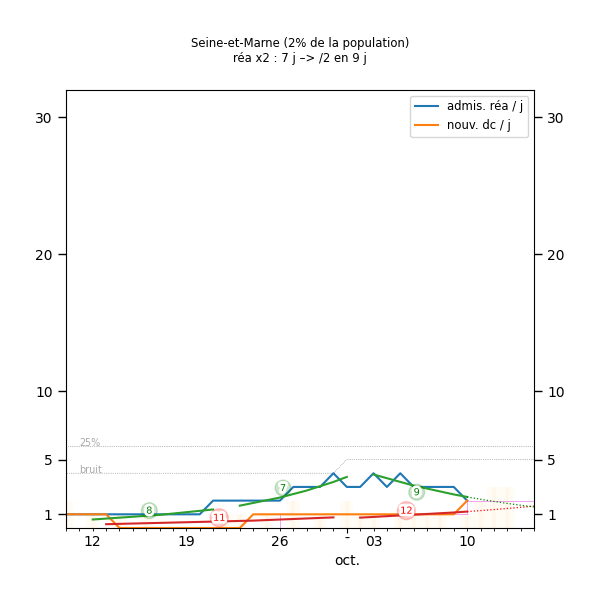 Seine-et-Marne (2% de la population)
réa x2 : 7 j –> /2 en 9 j
admis. réa / j
nouv. dc / j
30 30
20 20
10 10
25%
5 5
bruit
7
9
8
11
12
1 1
12 19 26 - 03 10
oct.